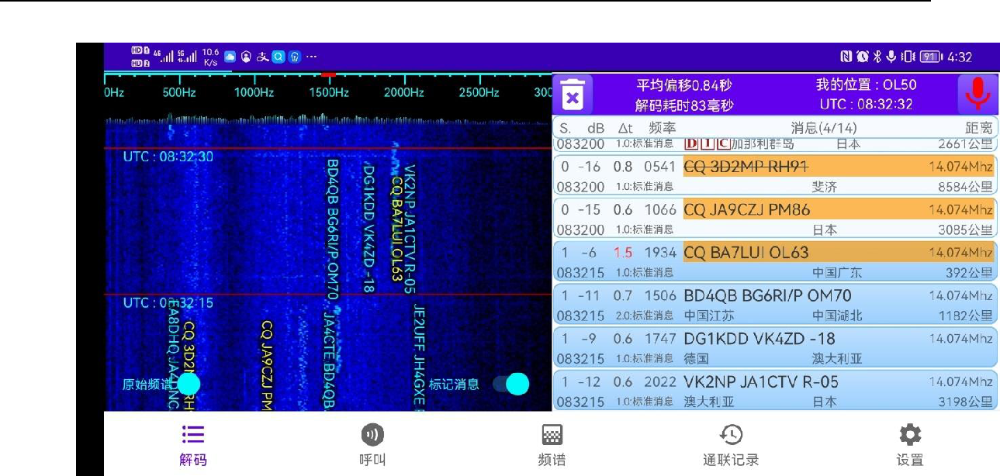 HD 1 4G 5G 10.6 K/s 支 ... 91 4:32
HD 2
0Hz 500Hz 1000Hz 1500Hz 2000Hz 2500Hz 300
UTC : 08:32:30
BD4QB BG6RI/P OM70
DG1KDD VK4ZD -18
CQ BA7LUI OL63
VK2NP JA1CTV R-05
UTC : 08:32:15
CQ JA9CZJ PM
JA4CTE BD4QB
JE2UFF JH4GXE
原始频谱
标记消息
平均偏移0.84秒 我的位置 : OL50
解码耗时83毫秒 UTC : 08:32:32
S. dB Δt 频率 消息(4/14) 距离
083200 1.0:标准消息 D I C 加那利群岛 日本 2661公里
0 -16 0.8 0541 CQ 3D2MP RH91 14.074Mhz
083200 1.0:标准消息 斐济 8584公里
0 -15 0.6 1066 CQ JA9CZJ PM86 14.074Mhz
083200 1.0:标准消息 日本 3085公里
1 -6 1.5 1934 CQ BA7LUI OL63 14.074Mhz
083215 1.0:标准消息 中国广东 392公里
1 -11 0.7 1506 BD4QB BG6RI/P OM70 14.074Mhz
083215 2.0:标准消息 中国江苏 中国湖北 1182公里
1 -9 0.6 1747 DG1KDD VK4ZD -18 14.074Mhz
083215 1.0:标准消息 德国 澳大利亚
1 -12 0.6 2022 VK2NP JA1CTV R-05 14.074Mhz
083215 1.0:标准消息 澳大利亚 日本 3198公里
解码 呼叫 频谱 通联记录 设置